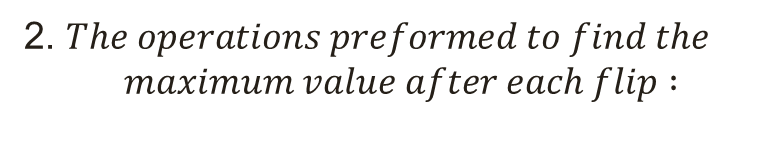 2. The operations preformed to find the
maximum value after each flip :